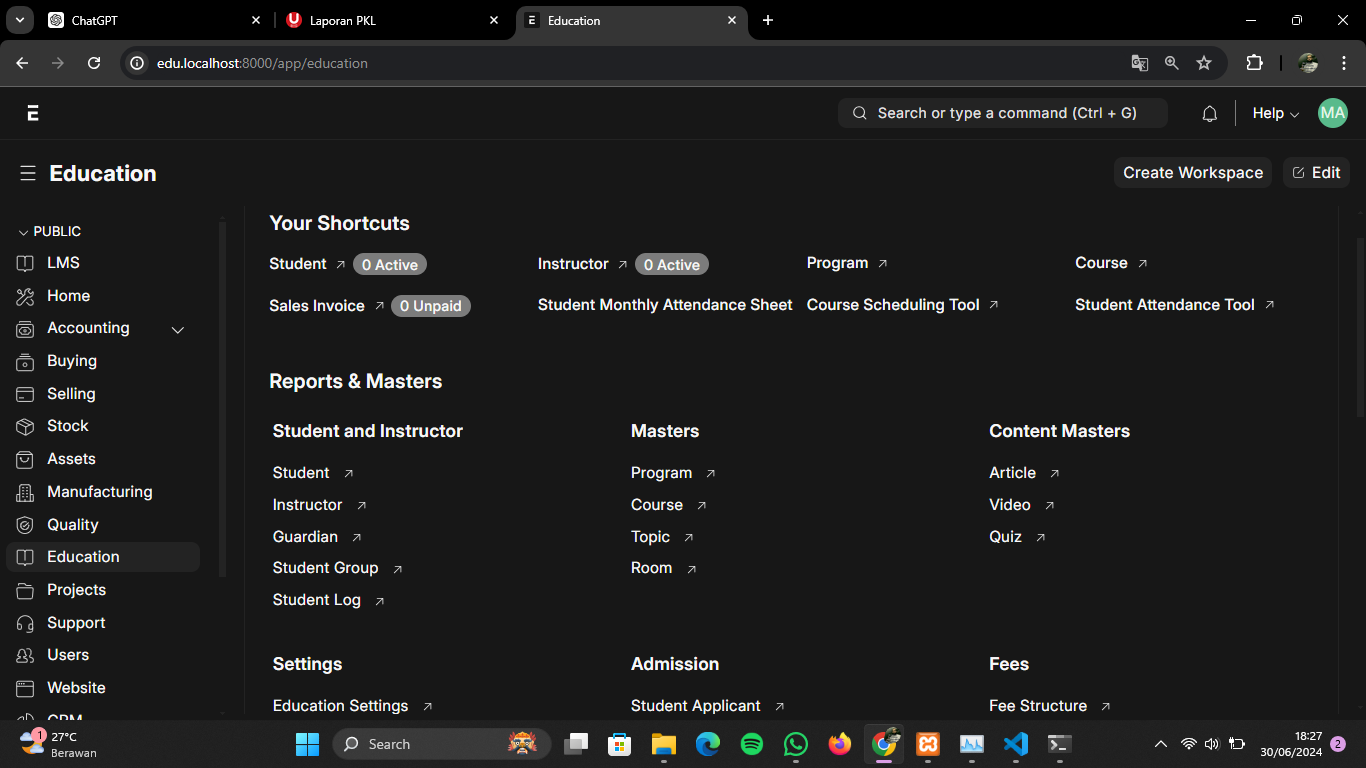 ChatGPT
Laporan PKL
Education
edu.localhost:8000/app/education
Search or type a command (Ctrl + G)
Help
MA
Education
Create Workspace
Edit
PUBLIC
LMS
Home
Accounting
Buying
Selling
Stock
Assets
Manufacturing
Quality
Education
Projects
Support
Users
Website
CRM
Your Shortcuts
Student 0 Active
Instructor 0 Active
Program
Course
Sales Invoice 0 Unpaid
Student Monthly Attendance Sheet
Course Scheduling Tool
Student Attendance Tool
Reports & Masters
Student and Instructor
Student
Instructor
Guardian
Student Group
Student Log
Masters
Program
Course
Topic
Room
Content Masters
Article
Video
Quiz
Settings
Education Settings
Admission
Student Applicant
Fees
Fee Structure
1
27°C
Berawan
Search
18:27
30/06/2024
2